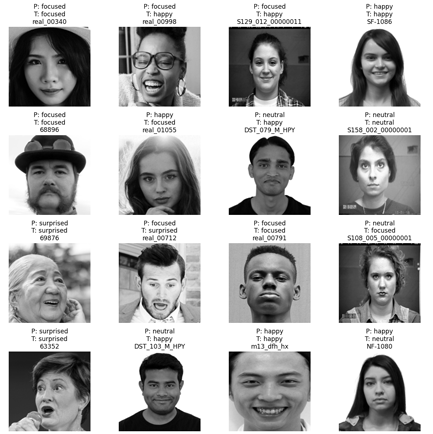 P: focused
T: focused
real_00340
P: focused
T: happy
real_00998
P: focused
T: happy
S129_012_00000011
P: happy
T: happy
SF-1086
P: focused
T: focused
68896
P: happy
T: focused
real_01055
P: neutral
T: happy
DST_079_M_HPY
P: neutral
T: neutral
S158_002_00000001
P: surprised
T: surprised
69876
P: focused
T: surprised
real_00712
P: focused
T: focused
real_00791
P: neutral
T: focused
S108_005_00000001
P: surprised
T: surprised
63352
P: neutral
T: happy
DST_103_M_HPY
P: happy
T: happy
m13_dfh_hx
P: happy
T: neutral
NF-1080